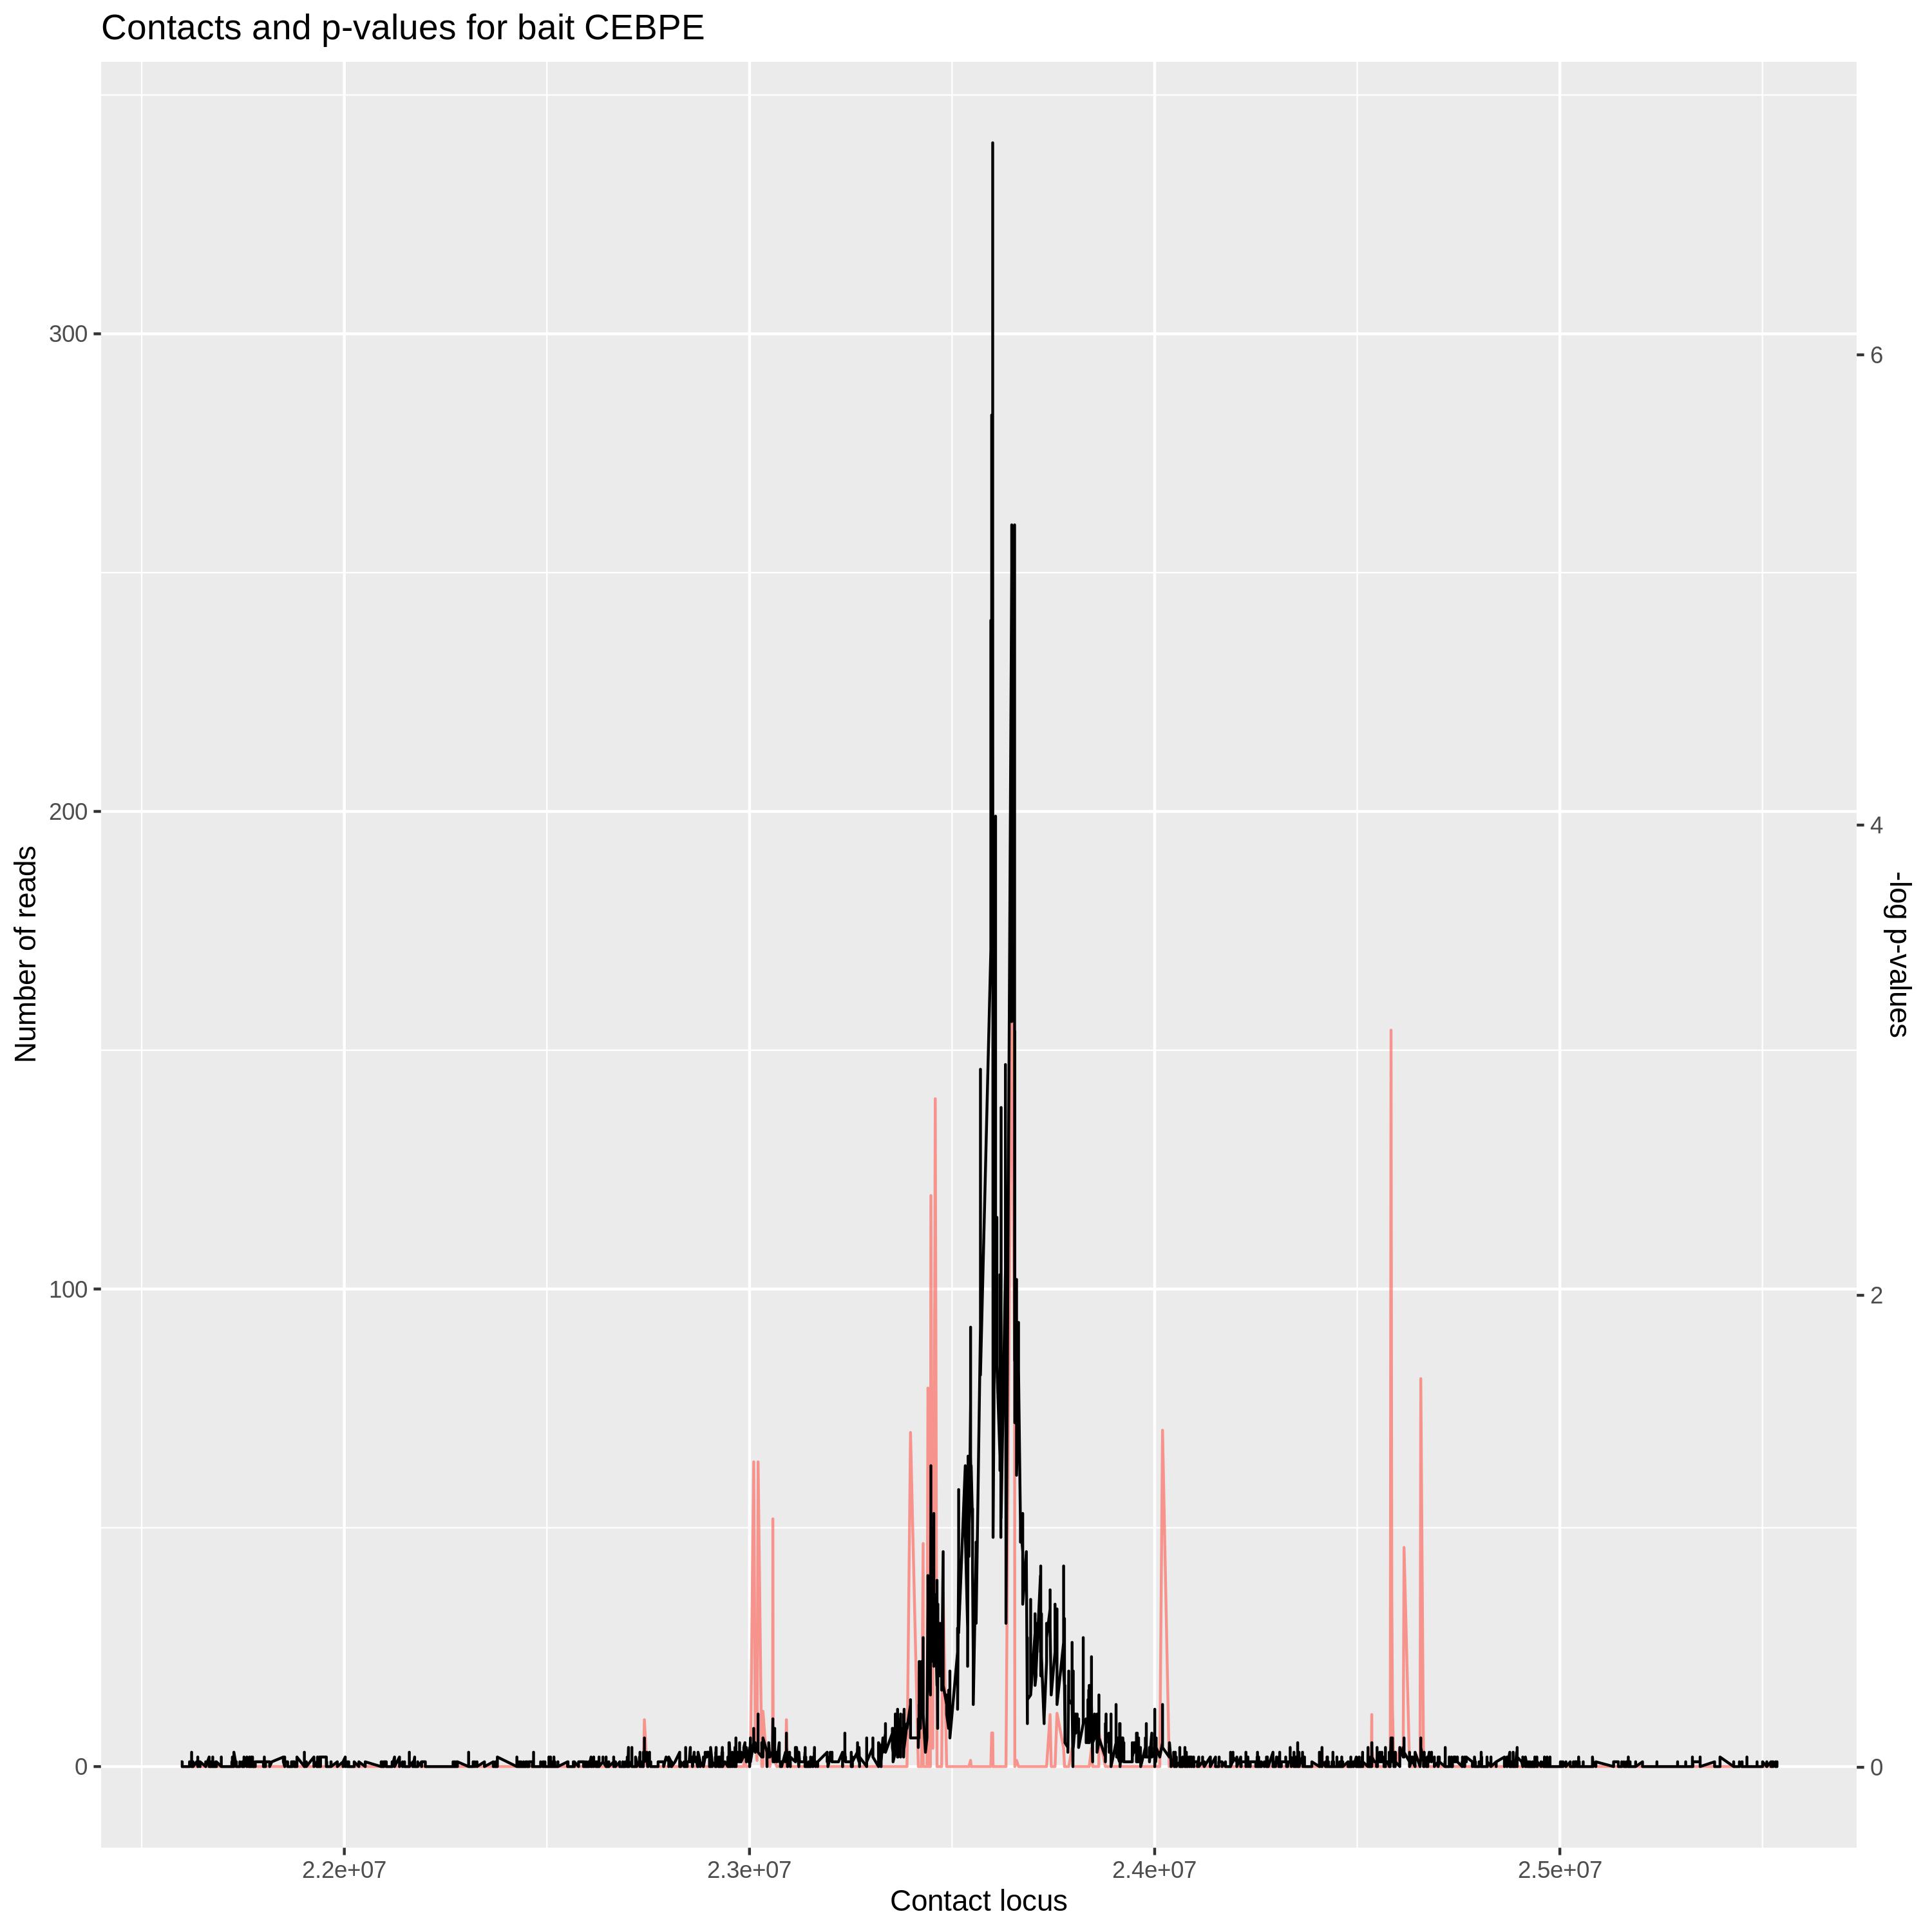 Contacts and p-values for bait CEBPE
Number of reads
300
200
100
0
6
4
2
0
-log p-values
2.2e+07
2.3e+07
2.4e+07
2.5e+07
Contact locus